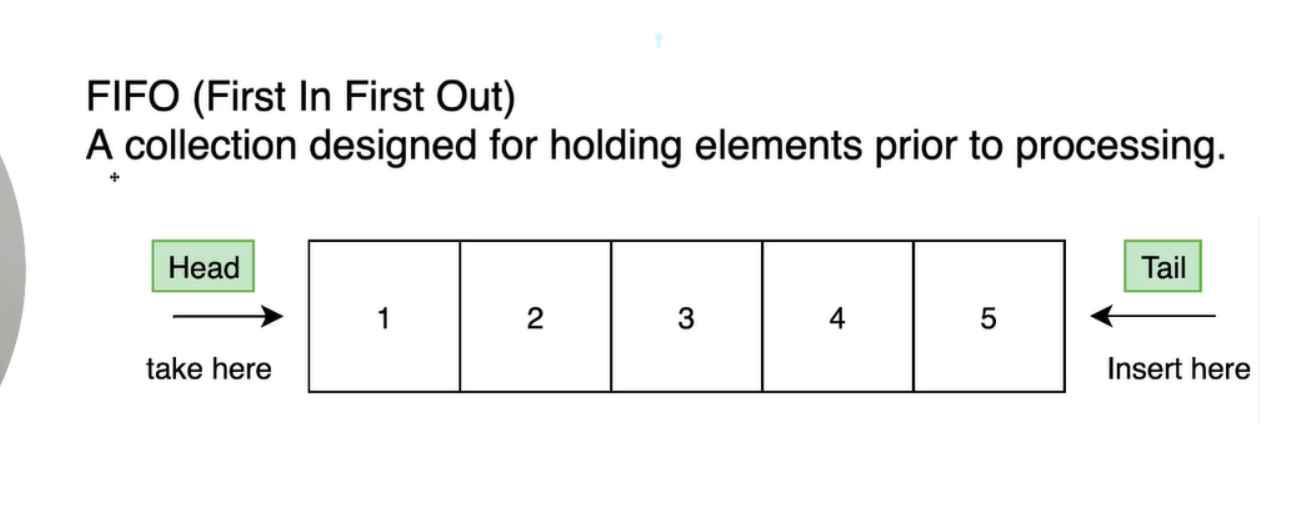 FIFO (First In First Out)
A collection designed for holding elements prior to processing.
Head
Tail
1 2 3 4 5
take here
Insert here